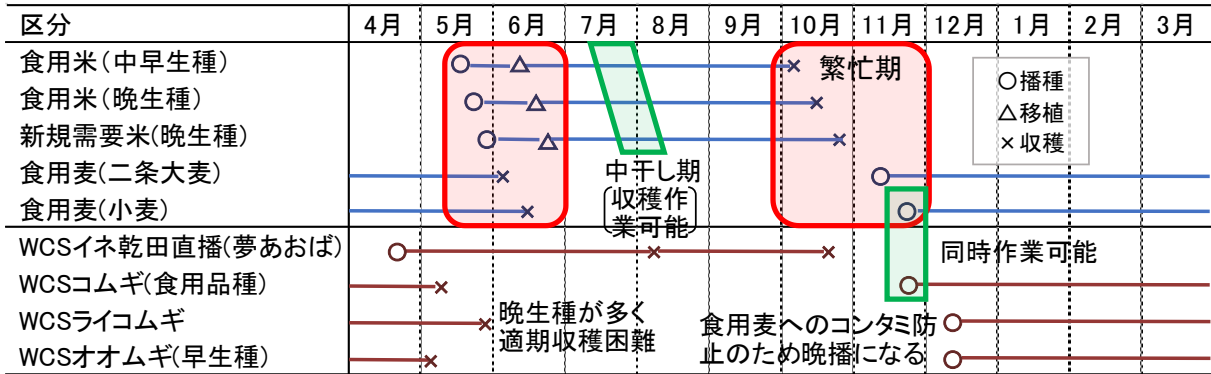 区分 4月 5月 6月 7月 8月 9月 10月 11月 12月 1月 2月 3月
食用米(中早生種)
食用米(晩生種)
新規需要米(晩生種)
食用麦(二条大麦)
食用麦(小麦)
WCSイネ乾田直播(夢あおば)
WCSコムギ(食用品種)
WCSライコムギ
WCSオオムギ(早生種)
繁忙期
○播種
△移植
×収穫
中干し期
〔収穫作
業可能〕
同時作業可能
晩生種が多く
適期収穫困難
食用麦へのコンタミ防
止のため晩播になる